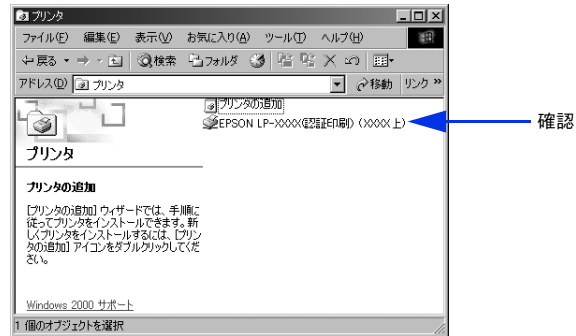 プリンタ
ファイル(F) 編集(E) 表示(V) お気に入り(A) ツール(T) ヘルプ(H)
戻る 検索 フォルダ
アドレス(D) プリンタ 移動 リンク »
プリンタの追加
EPSON LP-XXXX(認証印刷) (XXXX 上)
確認
プリンタ
プリンタの追加
[プリンタの追加] ウィザードでは、手順に
従ってプリンタをインストールできます。新
しくプリンタをインストールするには、[プリン
タの追加] アイコンをダブルクリックしてくだ
さい。
Windows 2000 サポート
1 個のオブジェクトを選択